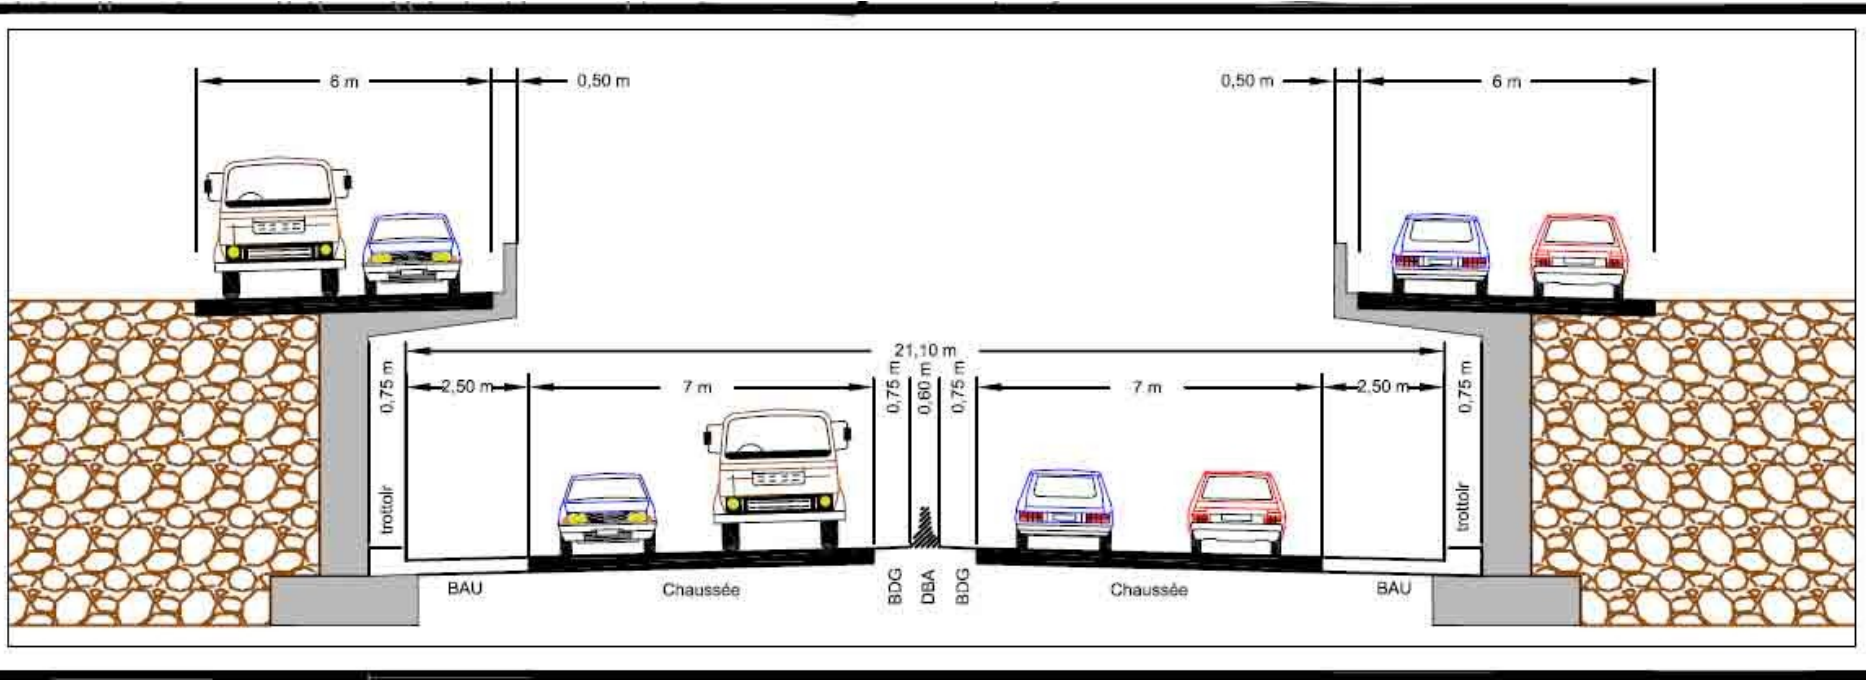 6 m
0,50 m
0,50 m
6 m
21,10 m
0,75 m
2,50 m
7 m
0,75 m
0,60 m
0,75 m
7 m
2,50 m
0,75 m
trottoir
trottoir
BAU
Chaussée
BDG
DBA
BDG
Chaussée
BAU